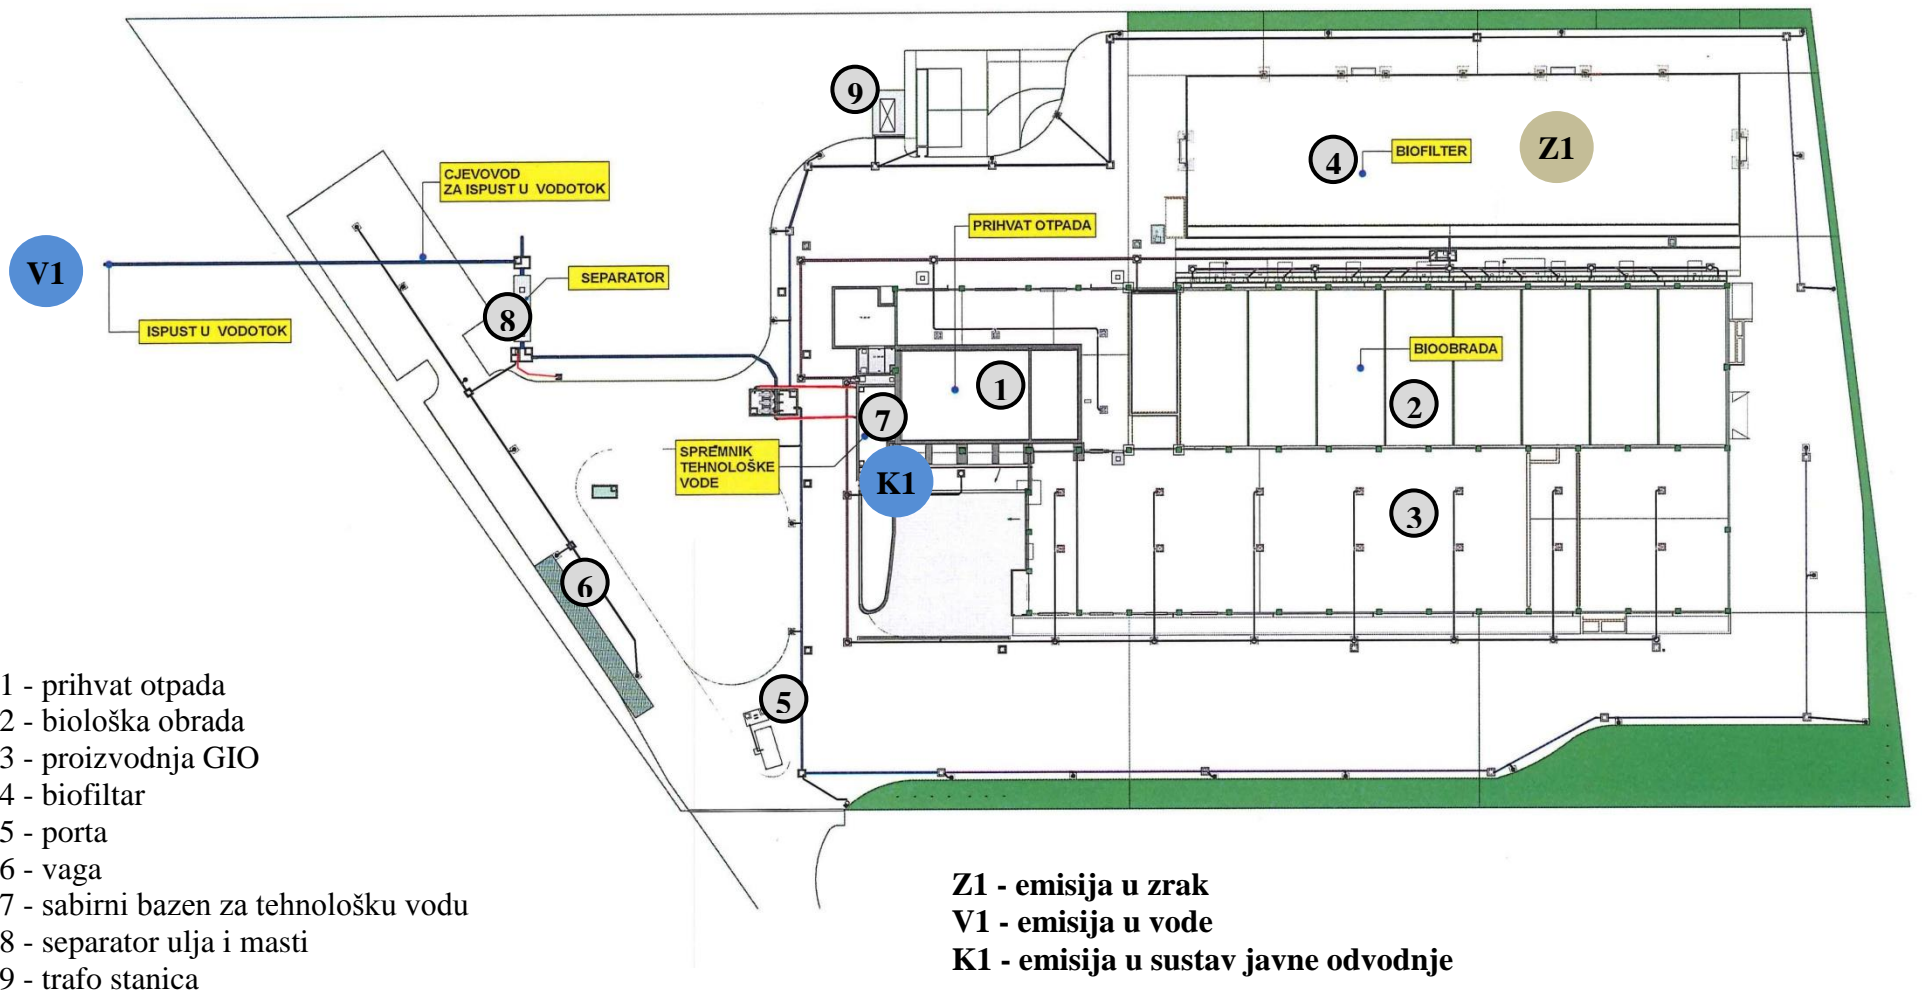 9
4
BIOFILTER
Z1
CJEVOVOD
ZA ISPUST U VODOTOK
PRIHVAT OTPADA
V1
SEPARATOR
8
ISPUST U VODOTOK
BIOOBRADA
1
2
7
SPREMNIK
TEHNOLOŠKE
VODE
K1
3
6
5
1 - prihvat otpada
2 - biološka obrada
3 - proizvodnja GIO
4 - biofiltar
5 - porta
6 - vaga
7 - sabirni bazen za tehnološku vodu
8 - separator ulja i masti
9 - trafo stanica
Z1 - emisija u zrak
V1 - emisija u vode
K1 - emisija u sustav javne odvodnje